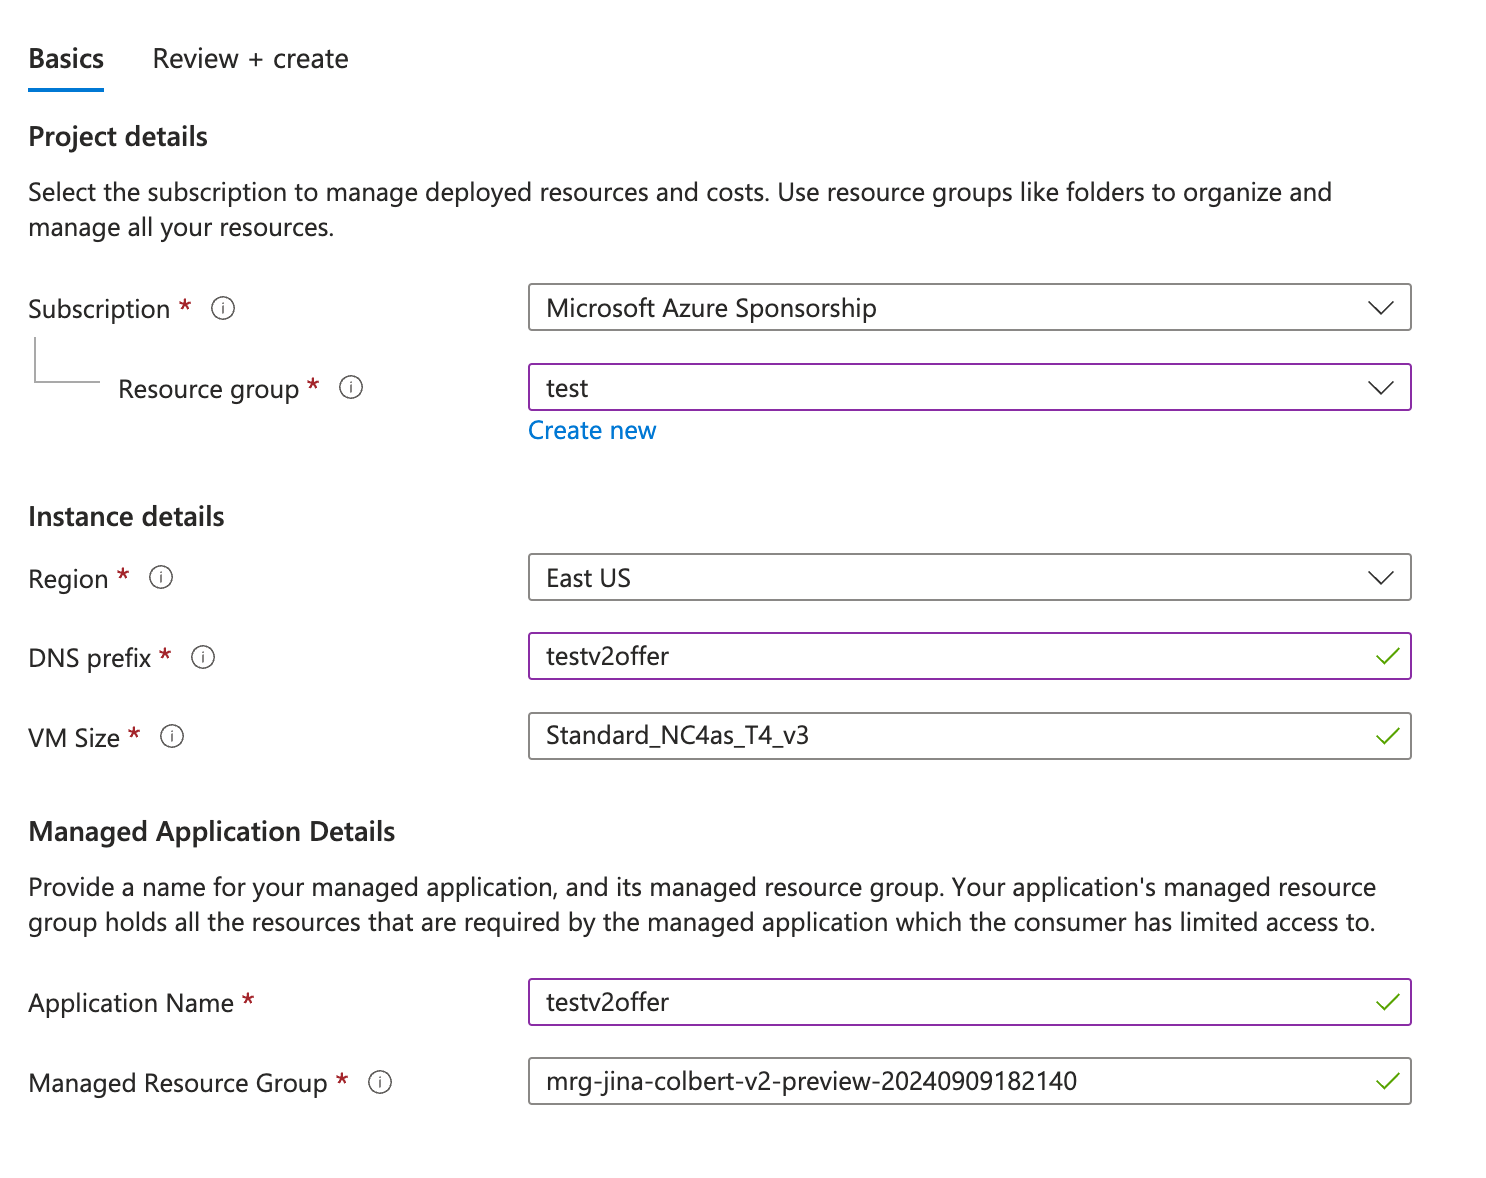 Basics Review + create
Project details
Select the subscription to manage deployed resources and costs. Use resource groups like folders to organize and
manage all your resources.
Subscription * Microsoft Azure Sponsorship
Resource group * test
Create new
Instance details
Region * East US
DNS prefix * testv2offer
VM Size * Standard_NC4as_T4_v3
Managed Application Details
Provide a name for your managed application, and its managed resource group. Your application's managed resource
group holds all the resources that are required by the managed application which the consumer has limited access to.
Application Name * testv2offer
Managed Resource Group * mrg-jina-colbert-v2-preview-20240909182140